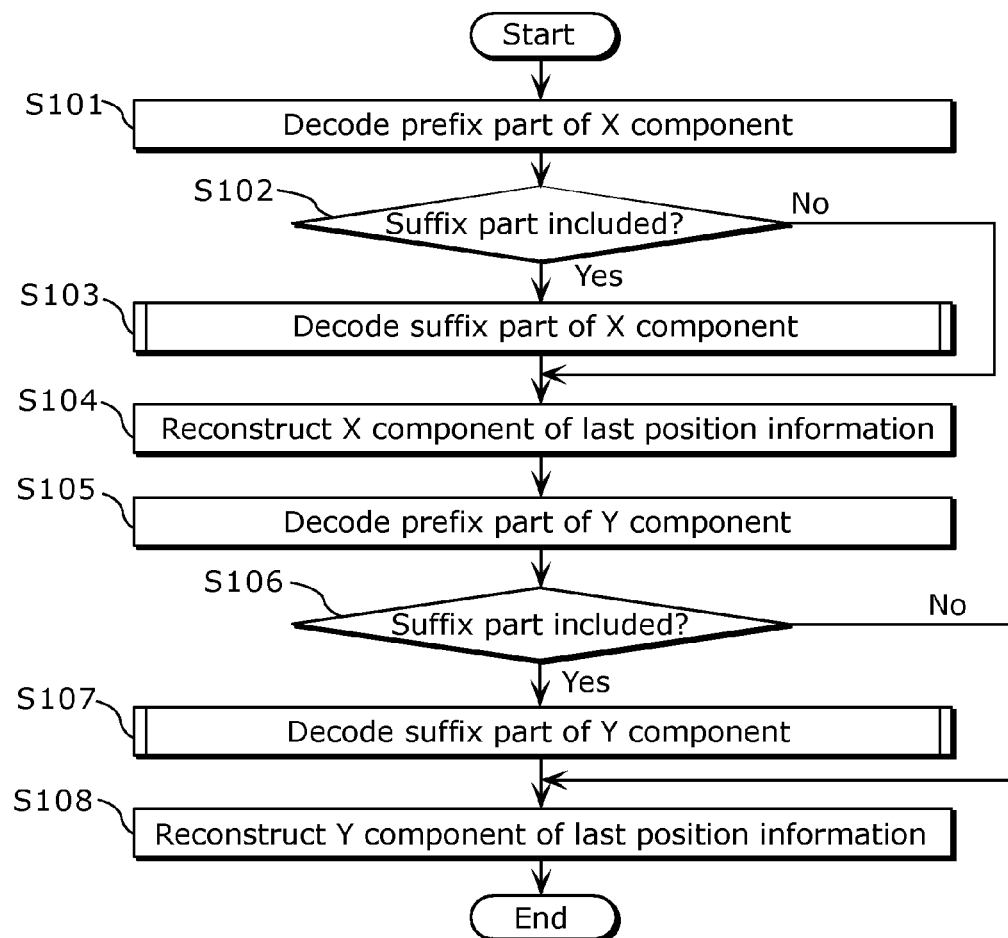 Start
S101
Decode prefix part of X component
S102
Suffix part included?
No
Yes
S103
Decode suffix part of X component
S104
Reconstruct X component of last position information
S105
Decode prefix part of Y component
S106
Suffix part included?
No
Yes
S107
Decode suffix part of Y component
S108
Reconstruct Y component of last position information
End